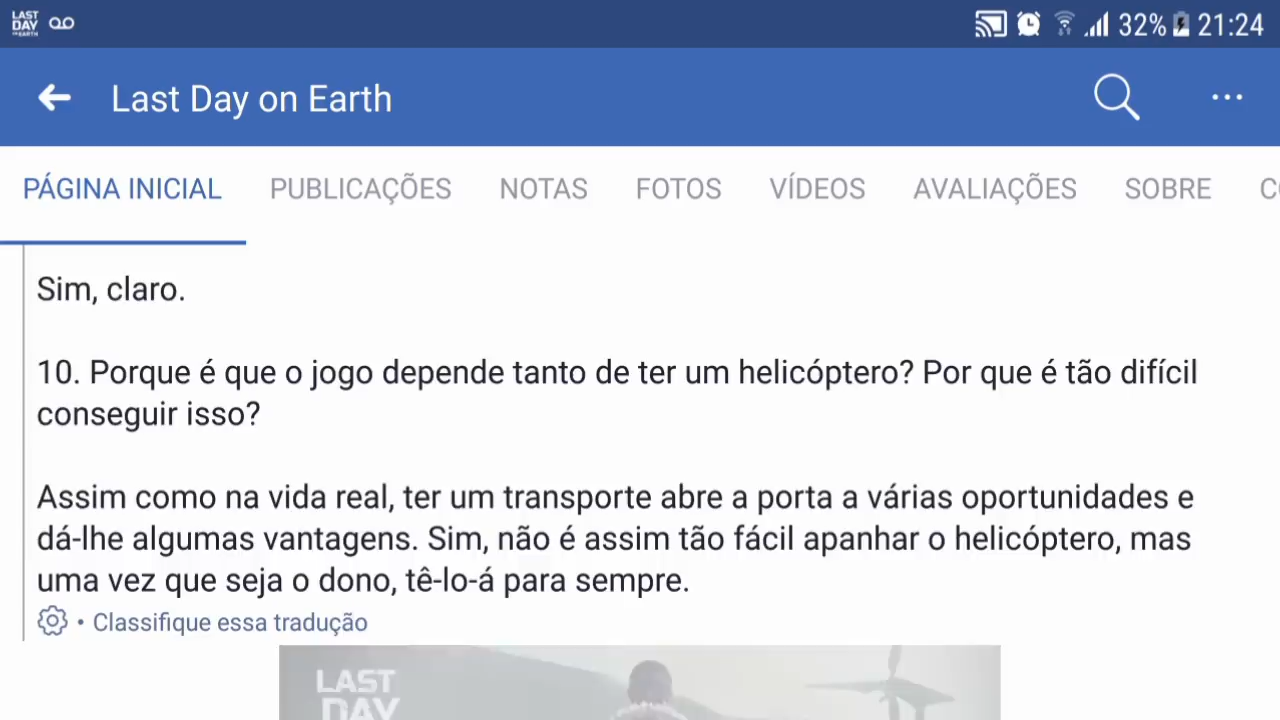 LAST
DAY
32%
21:24
Last Day on Earth
PÁGINA INICIAL
PUBLICAÇÕES
NOTAS
FOTOS
VÍDEOS
AVALIAÇÕES
SOBRE
Sim, claro.
10. Porque é que o jogo depende tanto de ter um helicóptero? Por que é tão difícil
conseguir isso?
Assim como na vida real, ter um transporte abre a porta a várias oportunidades e
dá-lhe algumas vantagens. Sim, não é assim tão fácil apanhar o helicóptero, mas
uma vez que seja o dono, tê-lo-á para sempre.
• Classifique essa tradução
LAST
DAY